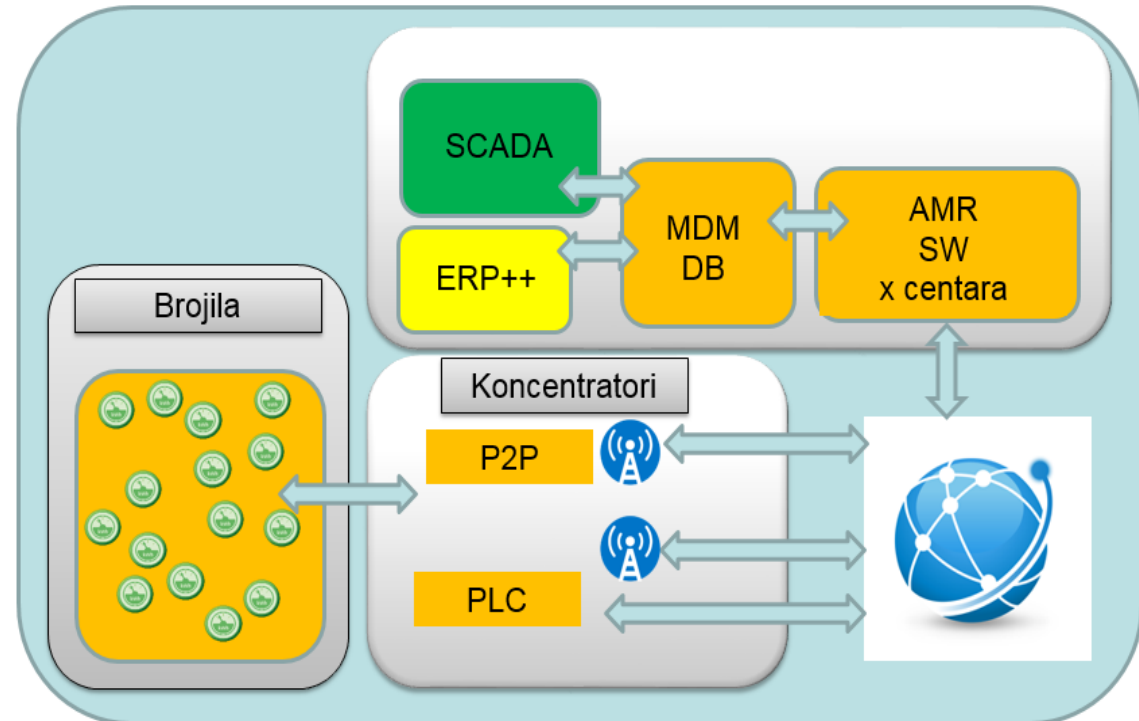 SCADA
ERP++
MDM
DB
AMR
SW
x centara
Brojila
Koncentratori
P2P
PLC